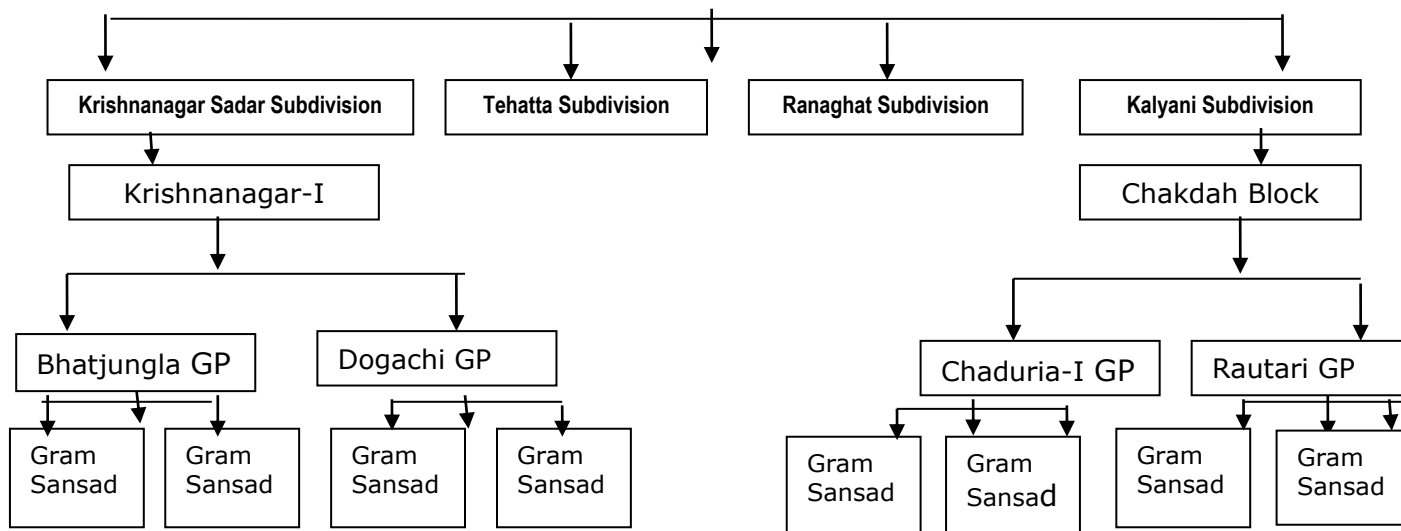 Krishnanagar Sadar Subdivision
Tehatta Subdivision
Ranaghat Subdivision
Kalyani Subdivision
Krishnanagar-I
Chakdah Block
Bhatjungla GP
Dogachi GP
Chaduria-I GP
Rautari GP
Gram
Sansad
Gram
Sansad
Gram
Sansad
Gram
Sansad
Gram
Sansad
Gram
Sansad
Gram
Sansad
Gram
Sansad